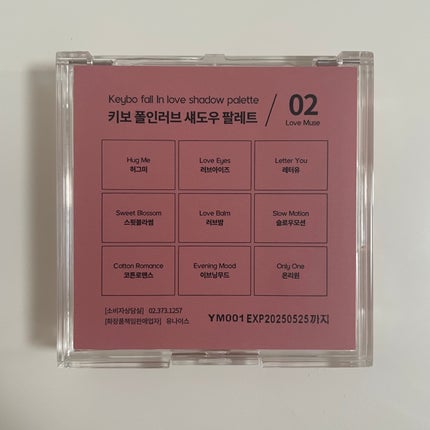 Keybo fall In love shadow palette
키보 폴인러브 섀도우 팔레트
02
Love Muse
Hug Me
허그미
Love Eyes
러브아이즈
Letter You
레터유
Sweet Blossom
스윗블라썸
Love Balm
러브밤
Slow Motion
슬로우모션
Cotton Romance
코튼로맨스
Evening Mood
이브닝무드
Only One
온리원
[소비자상담실] 02.373.1257
[화장품책임판매업자] 유나이스
YM001 EXP20250525까지